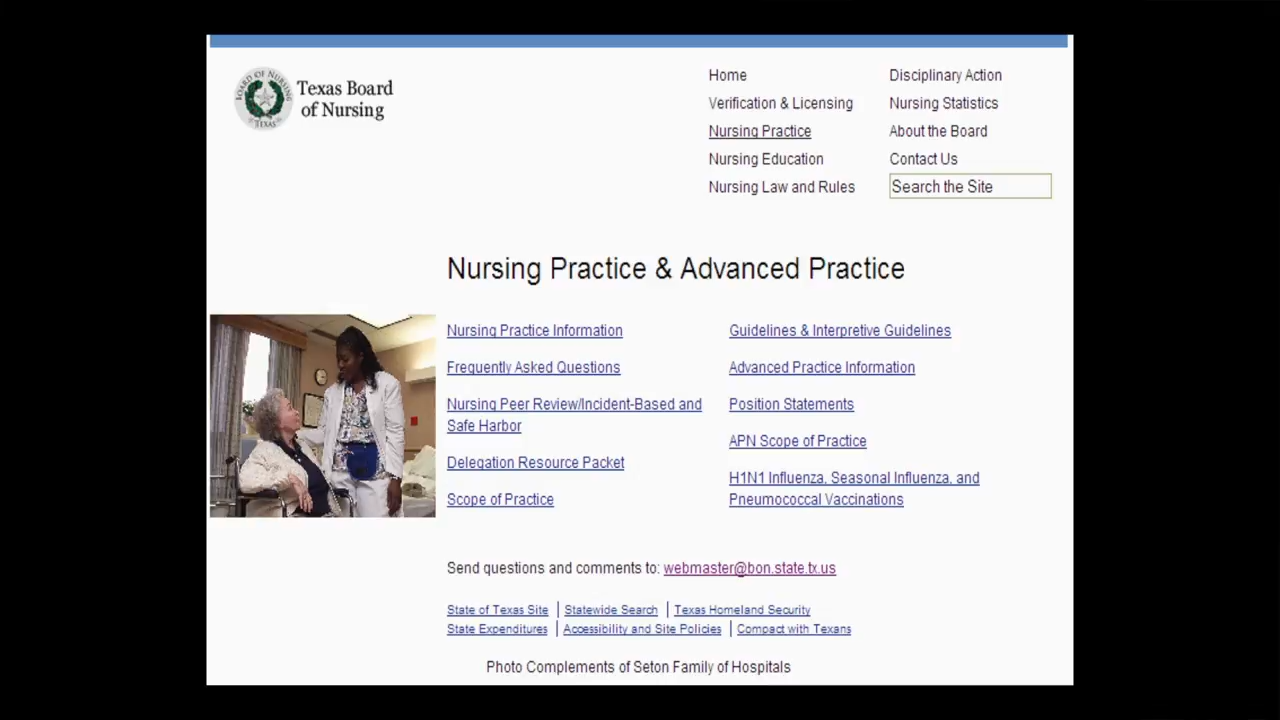 BOARD OF NURSING
TEXAS
Texas Board
of Nursing
Home
Verification & Licensing
Nursing Practice
Nursing Education
Nursing Law and Rules
Disciplinary Action
Nursing Statistics
About the Board
Contact Us
Search the Site
Nursing Practice & Advanced Practice
Nursing Practice Information
Frequently Asked Questions
Nursing Peer Review/Incident-Based and
Safe Harbor
Delegation Resource Packet
Scope of Practice
Guidelines & Interpretive Guidelines
Advanced Practice Information
Position Statements
APN Scope of Practice
H1N1 Influenza, Seasonal Influenza, and
Pneumococcal Vaccinations
Send questions and comments to: webmaster@bon.state.tx.us
State of Texas Site | Statewide Search | Texas Homeland Security
State Expenditures | Accessibility and Site Policies | Compact with Texans
Photo Complements of Seton Family of Hospitals